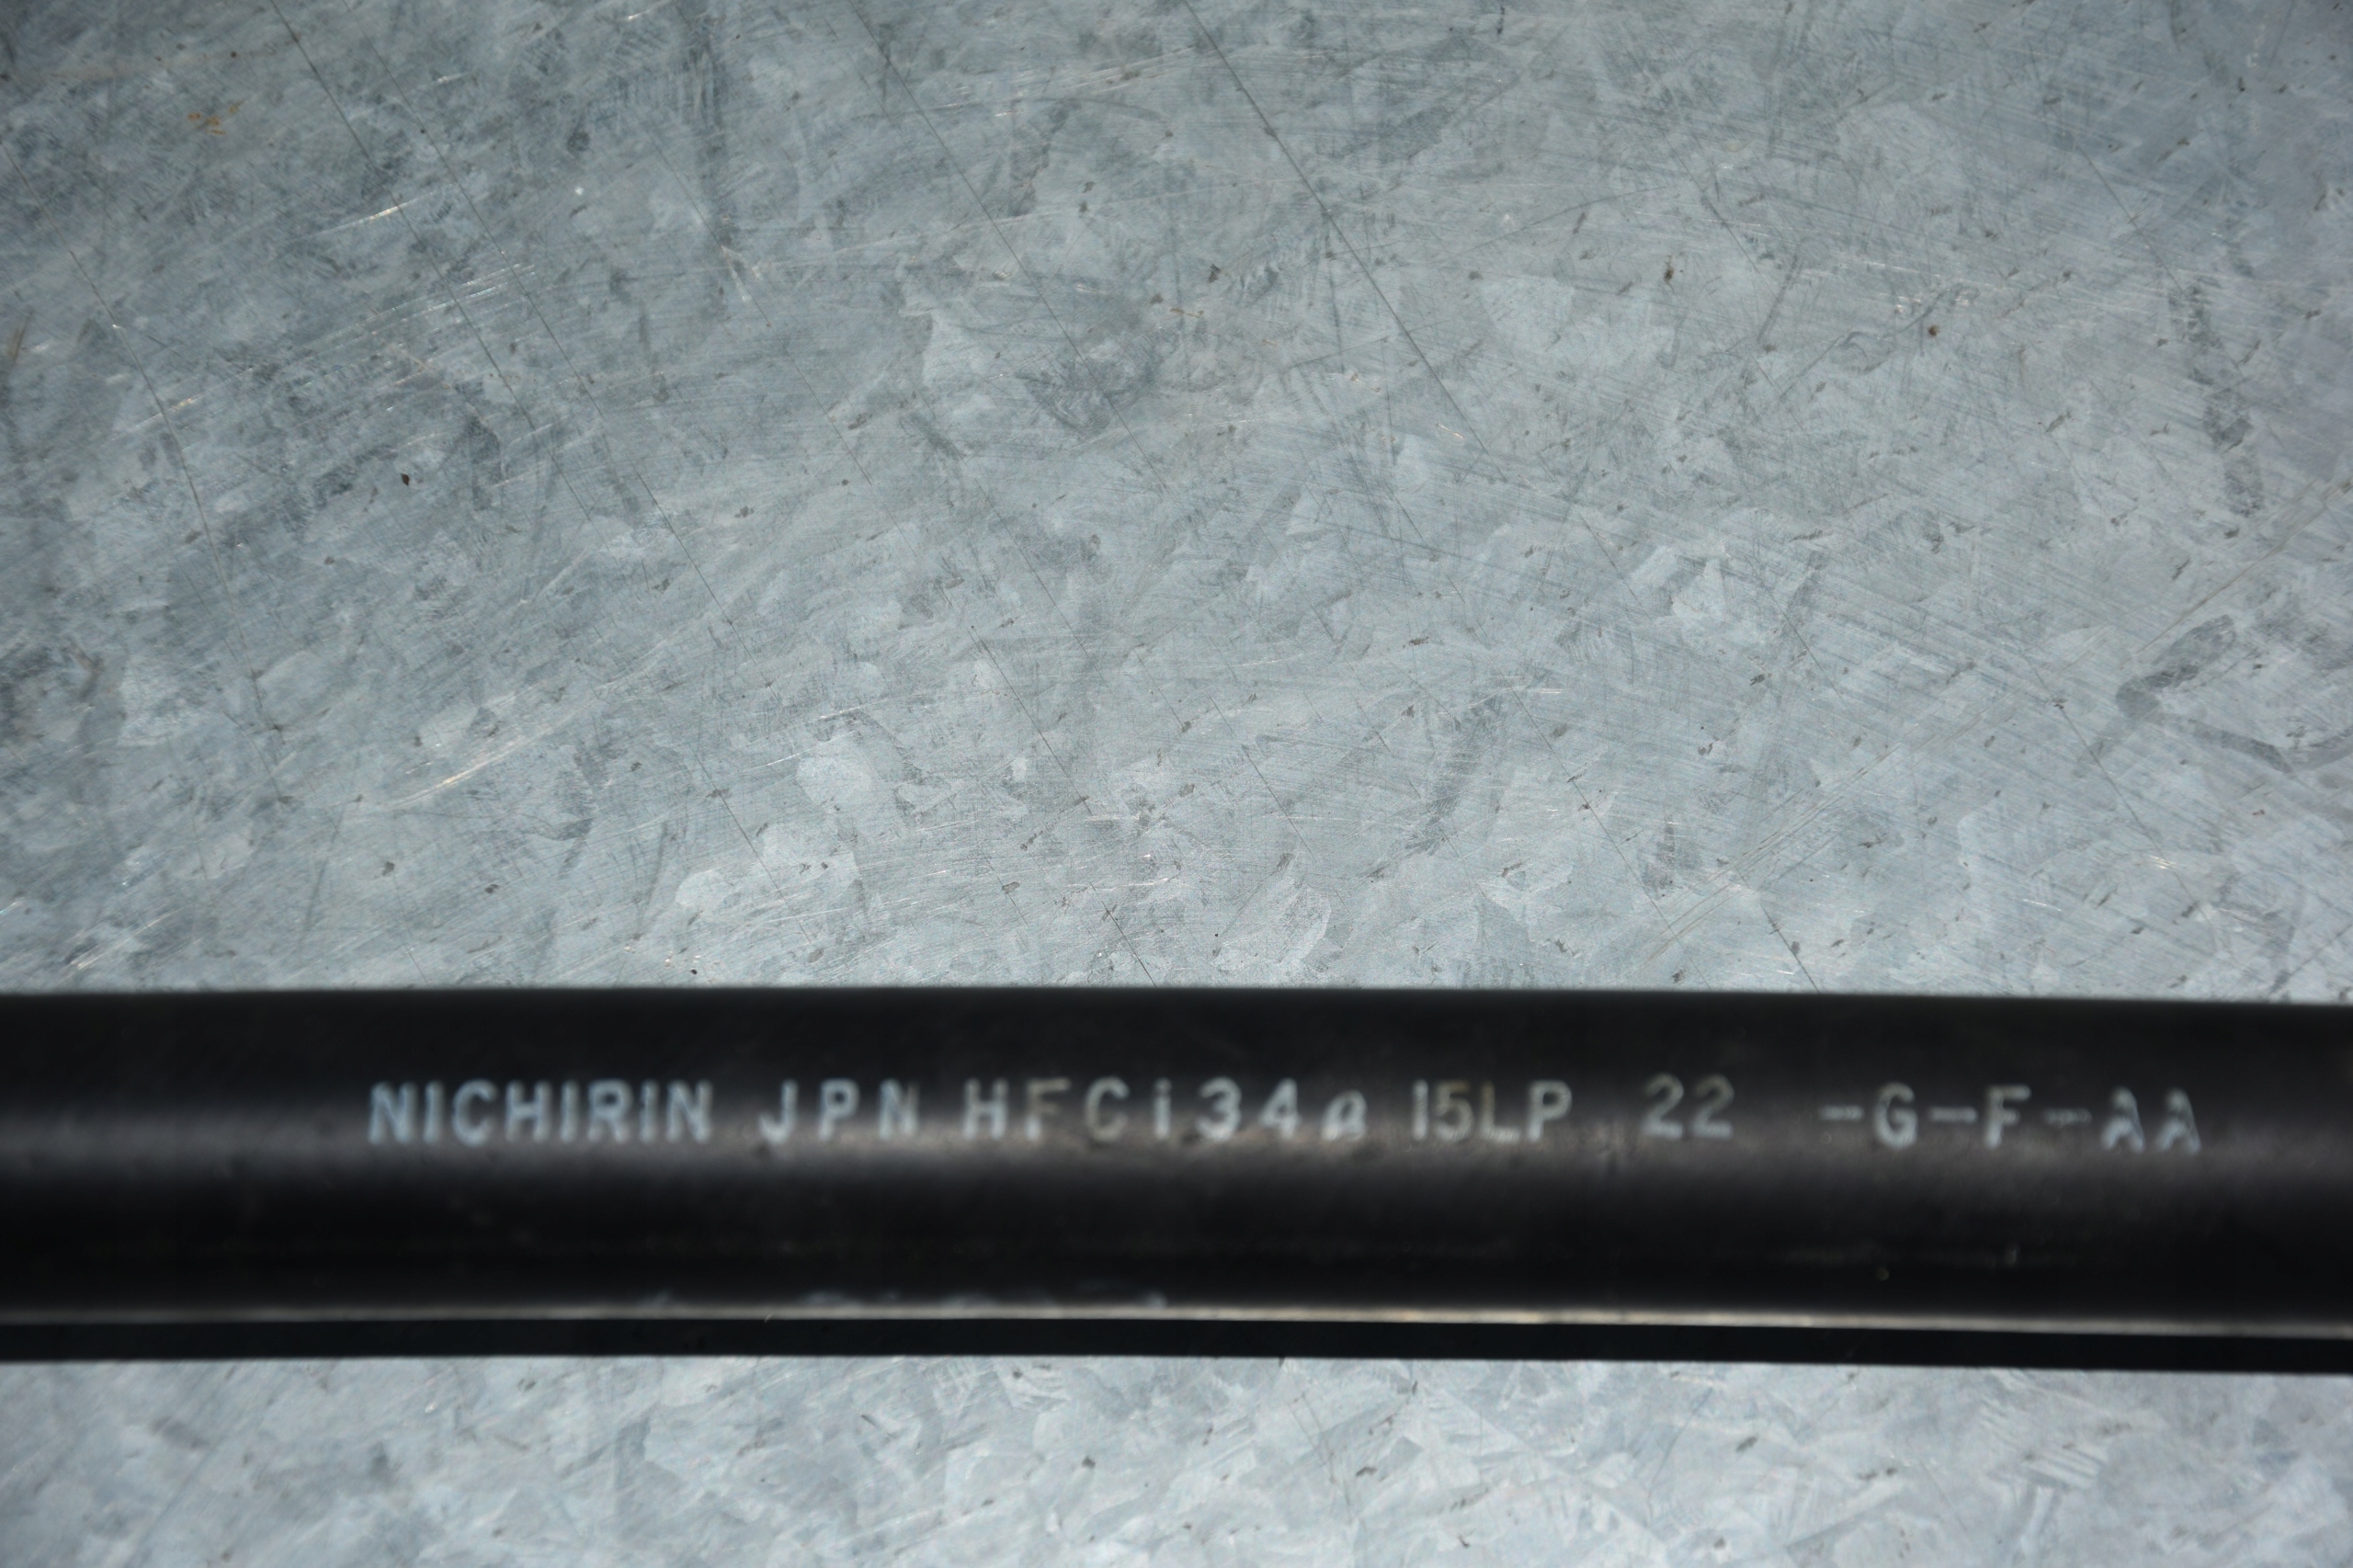 NICHIRIN JPN HFC134a 15LP 22 -G-F-AA